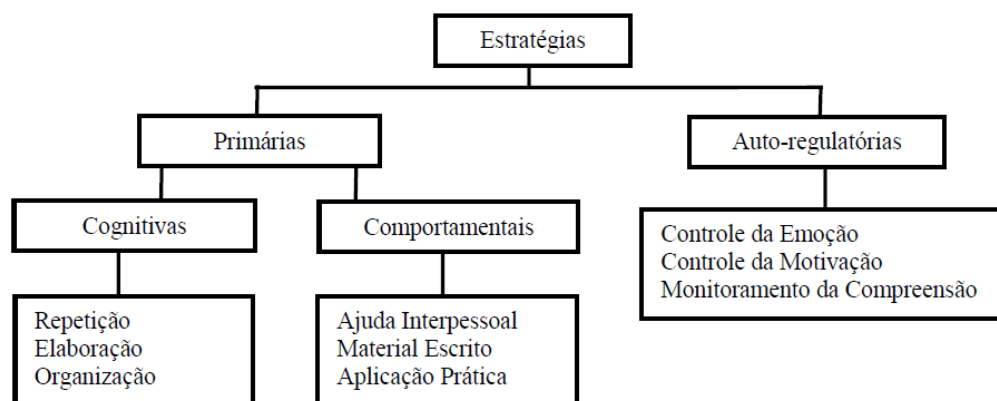 Estratégias
Primárias
Auto-regulatórias
Cognitivas
Comportamentais
Controle da Emoção
Controle da Motivação
Monitoramento da Compreensão
Repetição
Elaboração
Organização
Ajuda Interpessoal
Material Escrito
Aplicação Prática